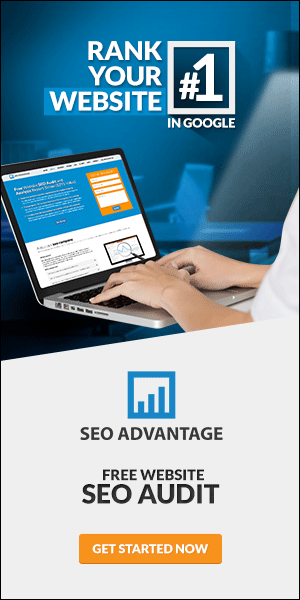 RANK
YOUR
WEBSITE
#1
IN GOOGLE
SEO ADVANTAGE
FREE WEBSITE
SEO AUDIT
GET STARTED NOW